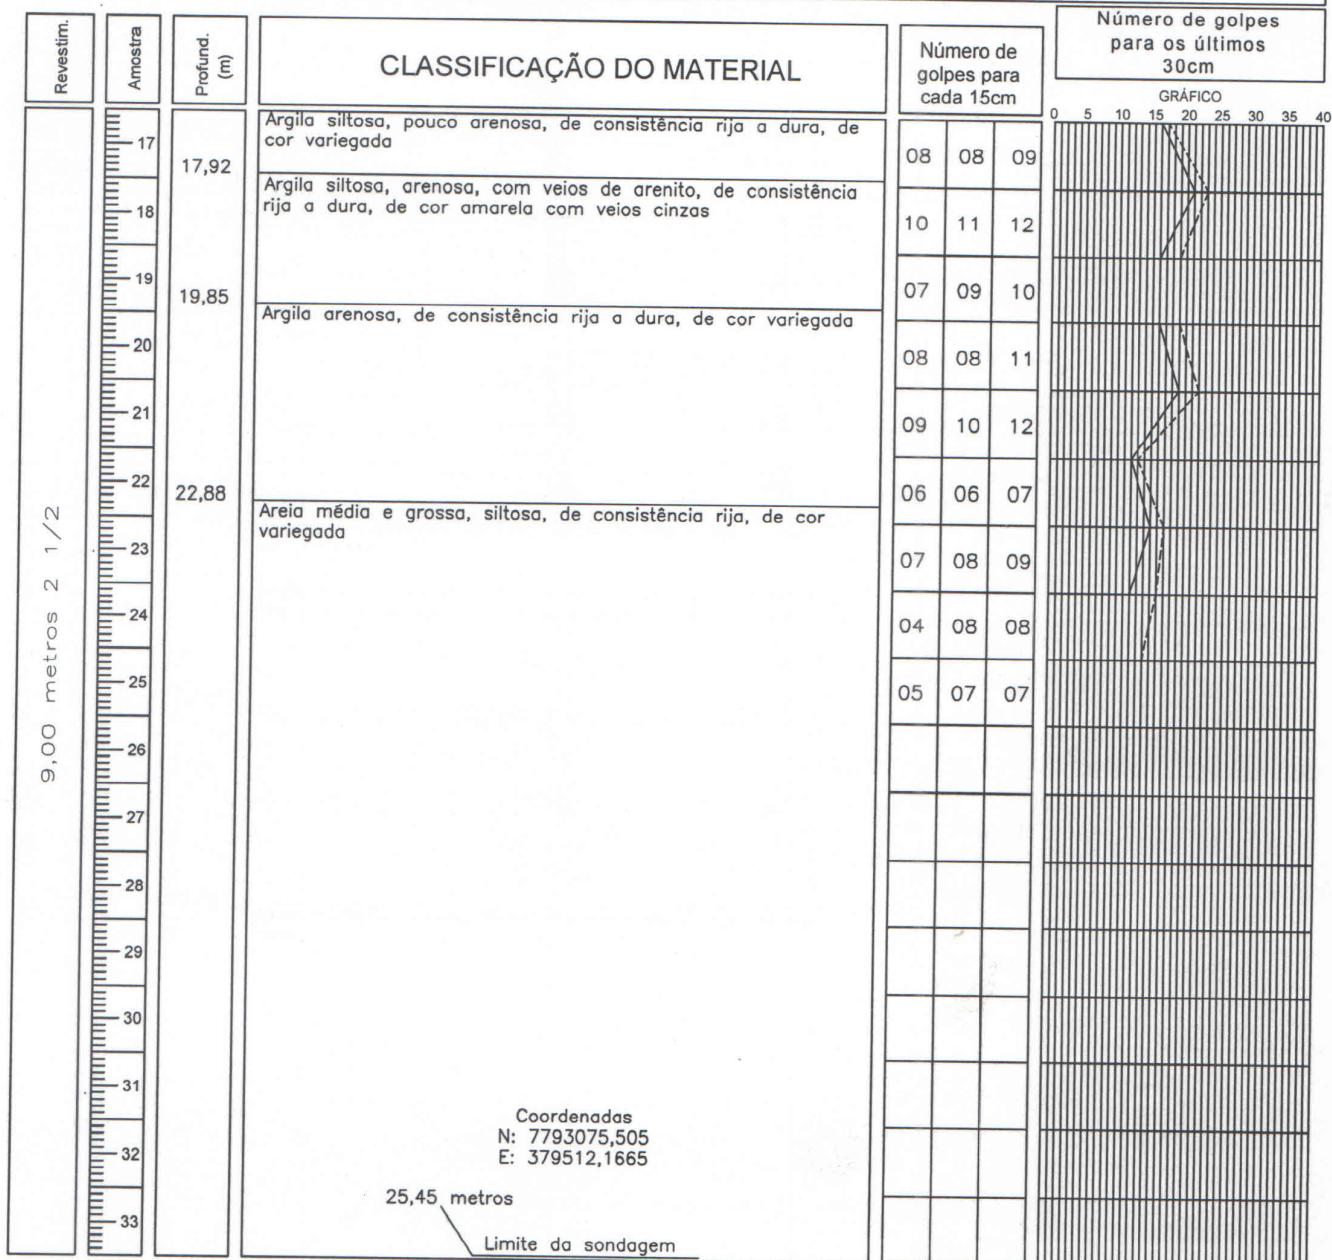 Revestim.
Amostra
Profund.
(m)
CLASSIFICAÇÃO DO MATERIAL
Número de
golpes para
cada 15cm
Número de golpes
para os últimos
30cm
GRÁFICO
0 5 10 15 20 25 30 35 40
9,00 metros 2 1/2
17
18
19
20
21
22
23
24
25
26
27
28
29
30
31
32
33
17,92
19,85
22,88
Argila siltosa, pouco arenosa, de consistência rija a dura, de
cor variegada
Argila siltosa, arenosa, com veios de arenito, de consistência
rija a dura, de cor amarela com veios cinzas
Argila arenosa, de consistência rija a dura, de cor variegada
Areia média e grossa, siltosa, de consistência rija, de cor
variegada
08 08 09
10 11 12
07 09 10
08 08 11
09 10 12
06 06 07
07 08 09
04 08 08
05 07 07
Coordenadas
N: 7793075,505
E: 379512,1665
25,45 metros
Limite da sondagem